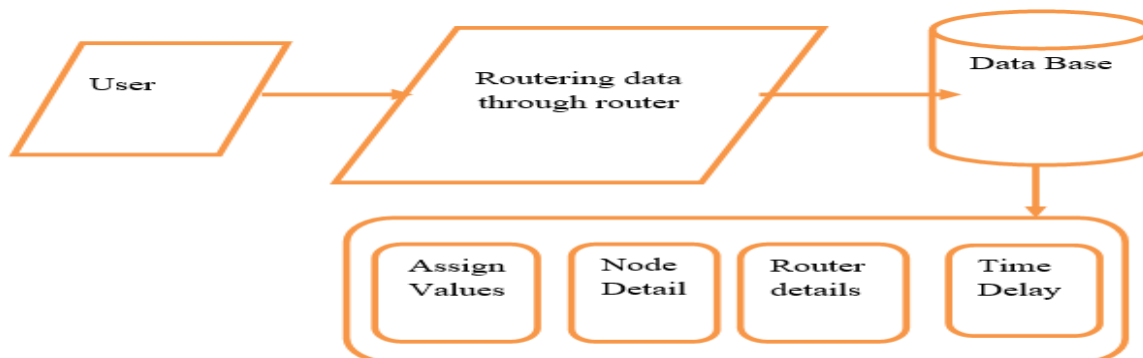 User
Routering data
through router
Data Base
Assign
Values
Node
Detail
Router
details
Time
Delay